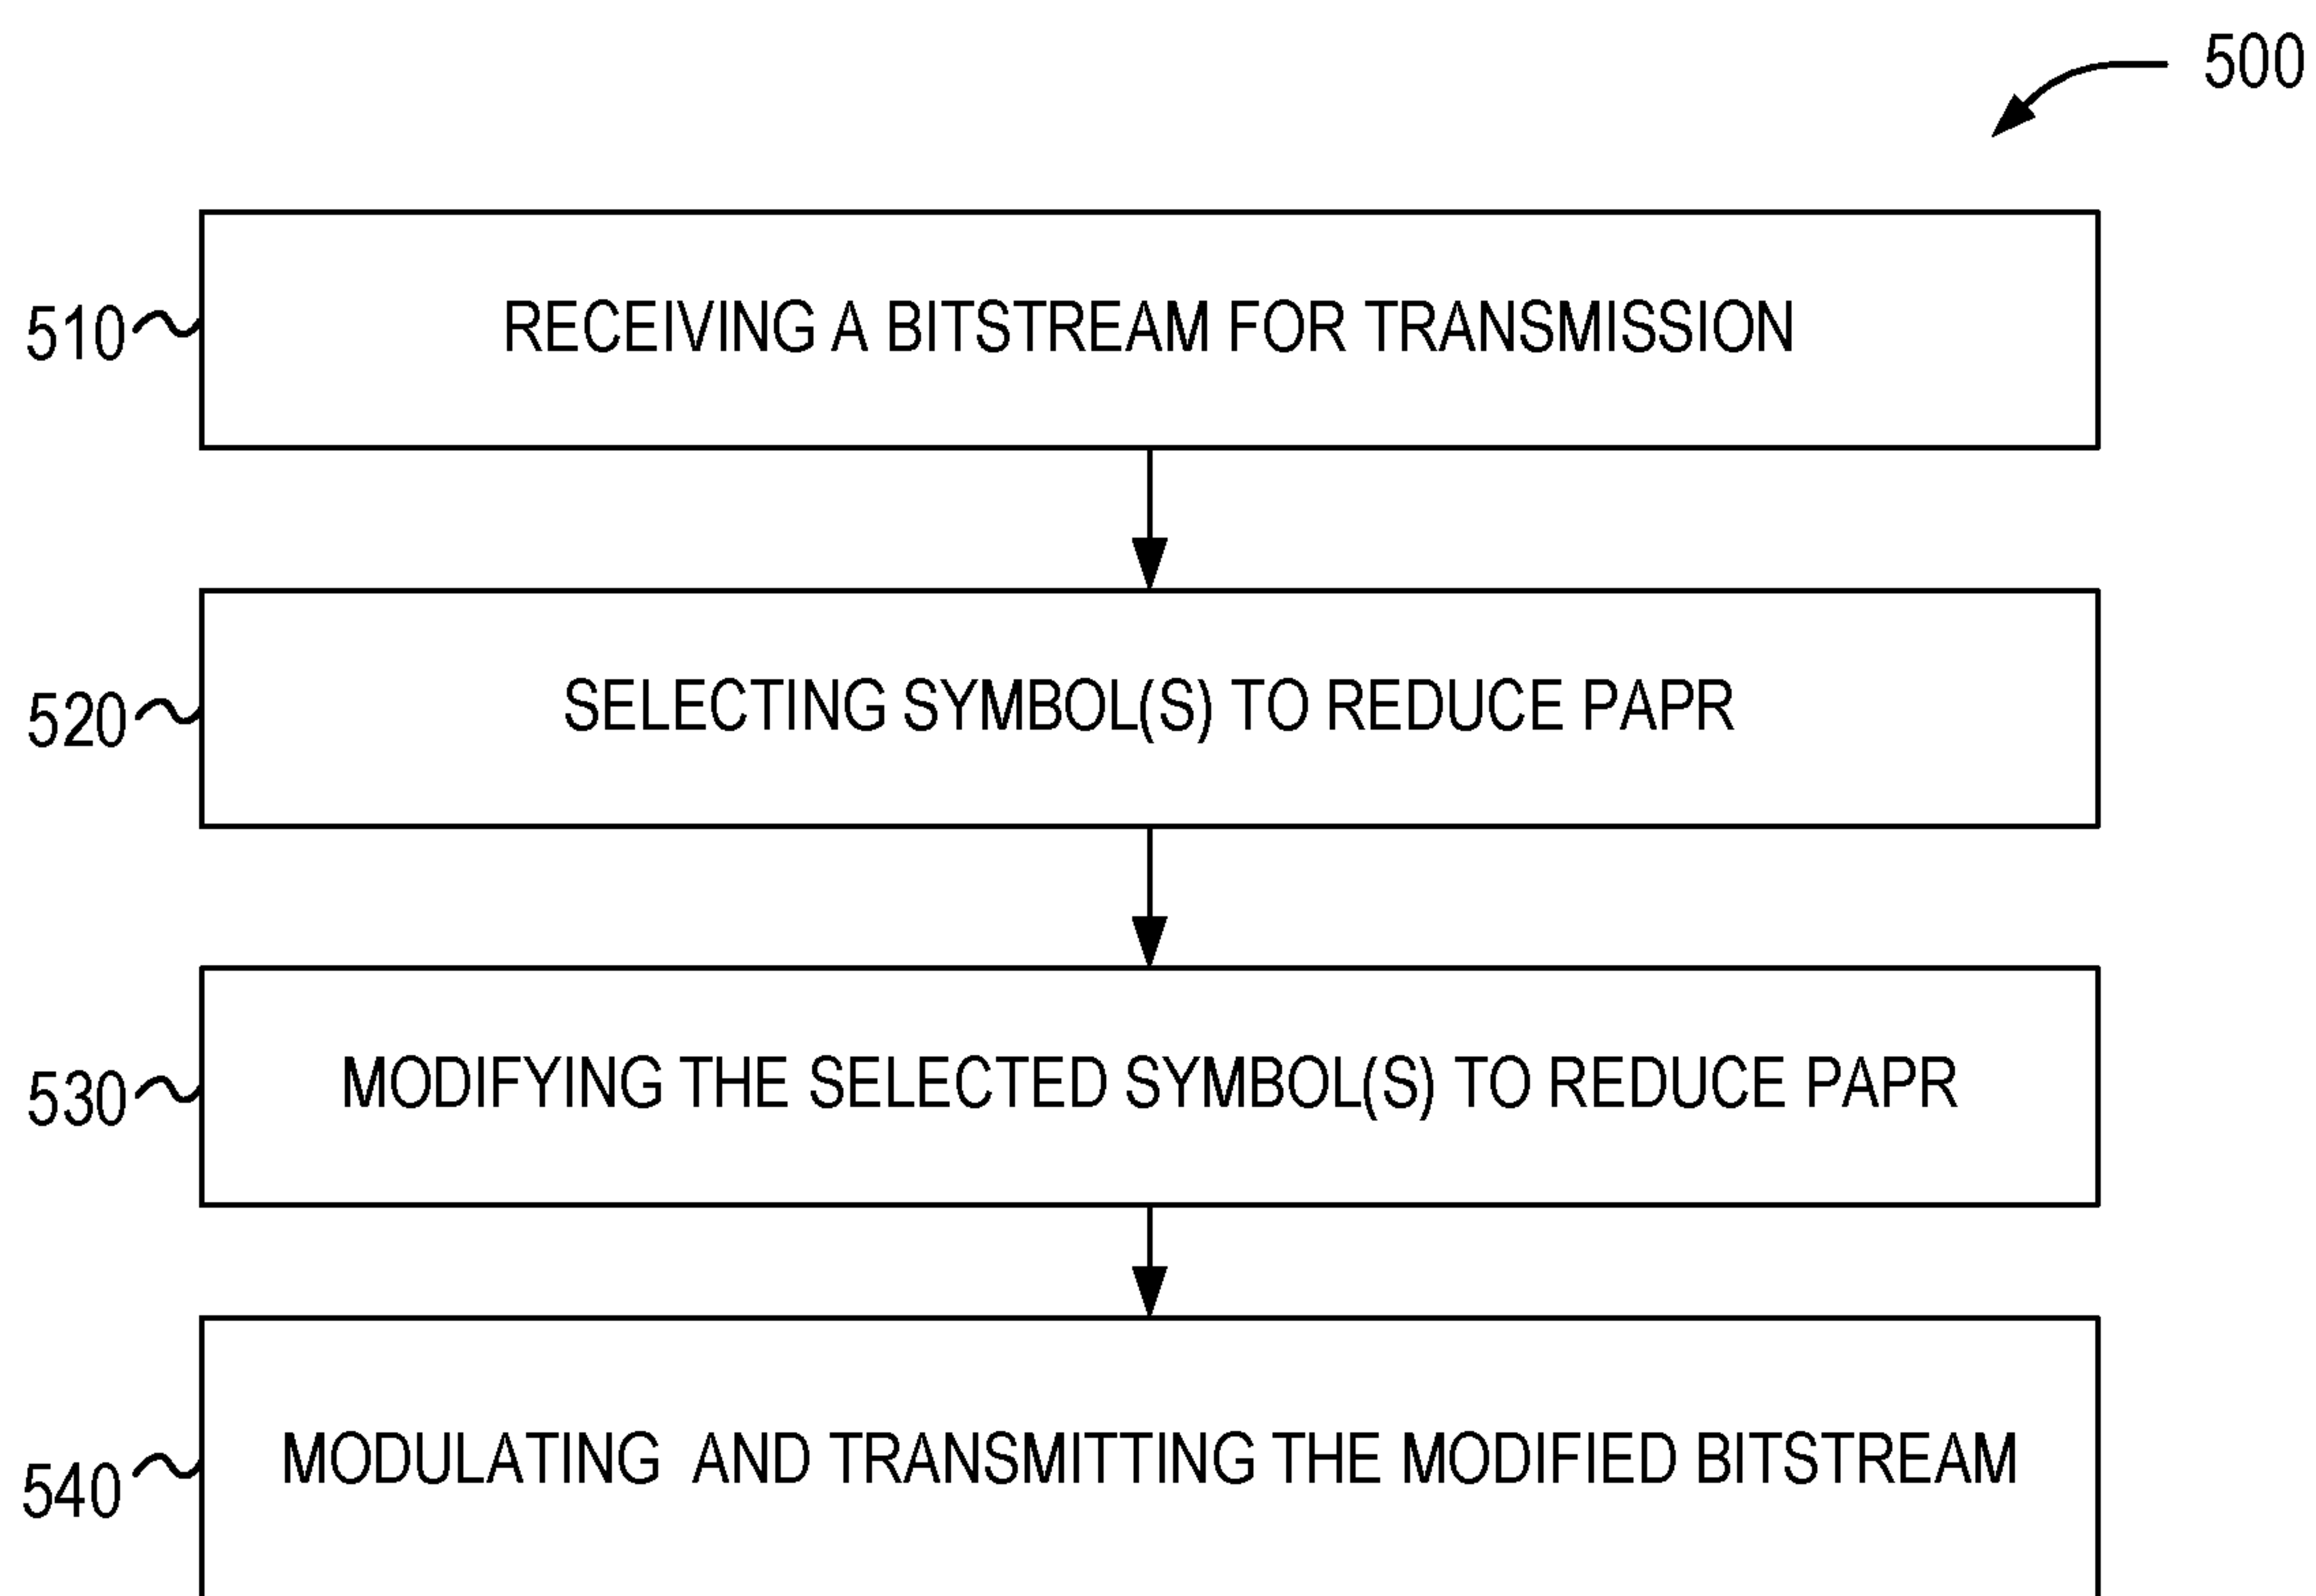 500
510 RECEIVING A BITSTREAM FOR TRANSMISSION
520 SELECTING SYMBOL(S) TO REDUCE PAPR
530 MODIFYING THE SELECTED SYMBOL(S) TO REDUCE PAPR
540 MODULATING AND TRANSMITTING THE MODIFIED BITSTREAM